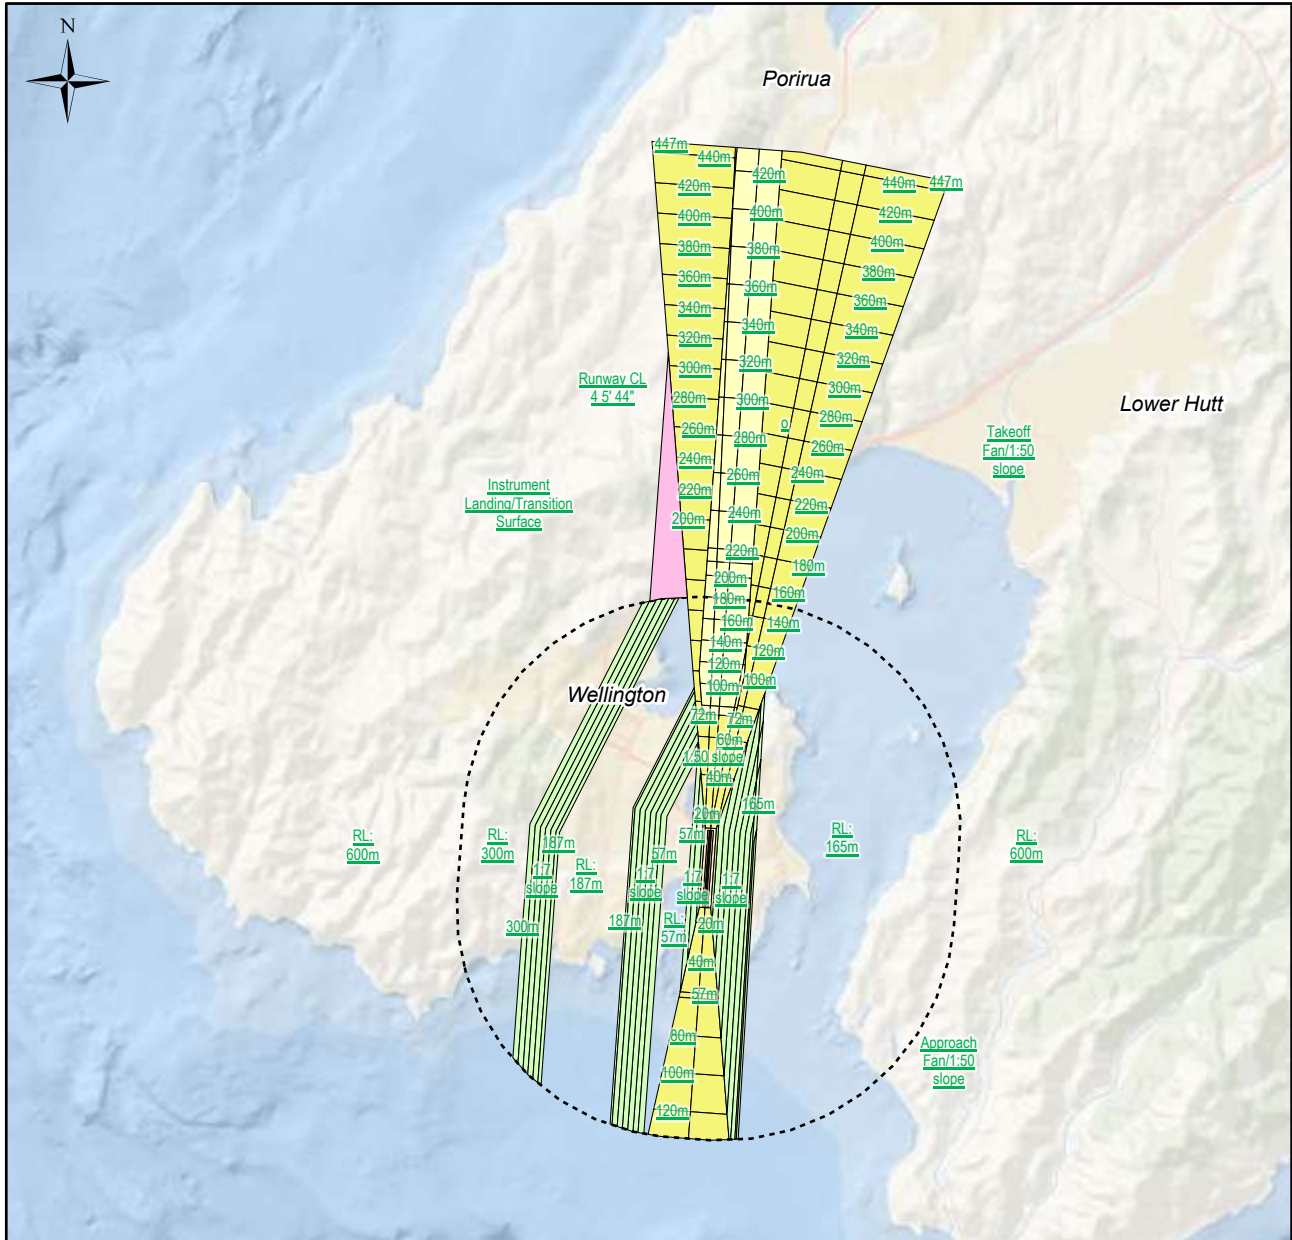 N
Porirua
447m
440m
420m
440m
447m
420m
420m
400m
400m
400m
380m
380m
380m
360m
360m
360m
340m
340m
340m
320m
320m
320m
300m
300m
300m
280m
280m
280m
260m
260m
260m
240m
240m
240m
220m
220m
220m
200m
200m
200m
180m
180m
160m
160m
140m
140m
120m
120m
100m
100m
72m
72m
60m
1:50 slope
40m
20m
Runway CL
4 5' 44"
o
Lower Hutt
Takeoff
Fan/1:50
slope
Instrument
Landing/Transition
Surface
Wellington
165m
57m
57m
187m
RL:
600m
RL:
300m
RL:
187m
RL:
165m
RL:
600m
1:7
slope
1:7
slope
1:7
slope
1:7
slope
300m
187m
RL:
57m
20m
40m
57m
80m
100m
120m
Approach
Fan/1:50
slope